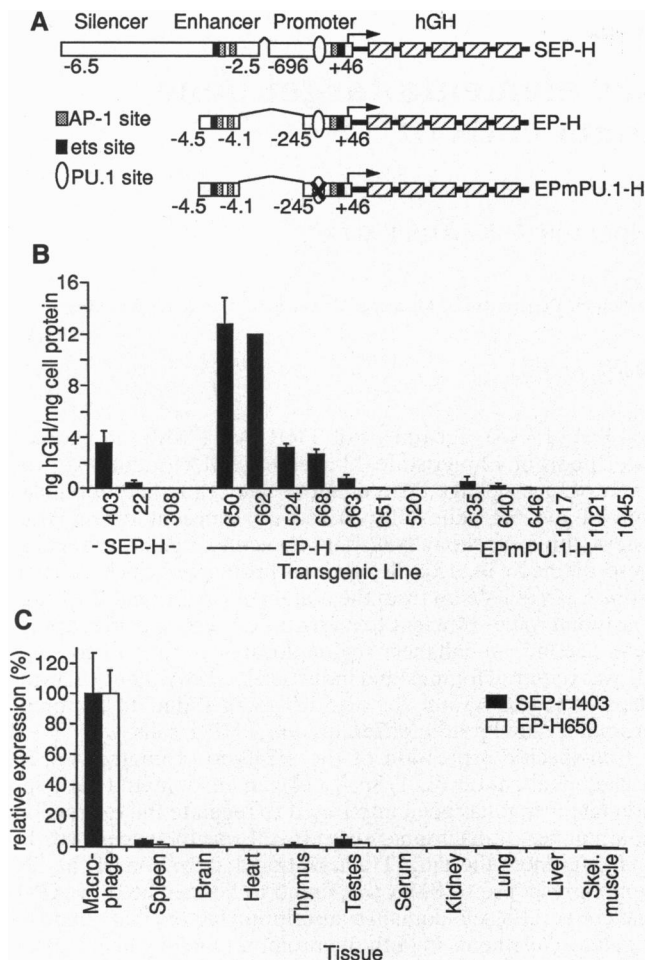 A
Silencer Enhancer Promoter hGH
SEP-H
-6.5 -2.5 -696 +46
AP-1 site
EP-H
-4.5 -4.1 -245 +46
ets site
PU.1 site
EPmPU.1-H
-4.5 -4.1 -245 +46
B
ng hGH/mg cell protein
16
12
8
4
0
403 22 308 650 662 524 666 663 651 520 638 645 646 1017 1021 1045
- SEP-H- EP-H EPmPU.1-H
Transgenic Line
C
relative expression (%)
120
100
80
60
40
20
0
SEP-H403
EP-H650
Macro-
phage
Spleen
Brain
Heart
Thymus
Testes
Serum
Kidney
Lung
Liver
Skel.
muscle
Tissue